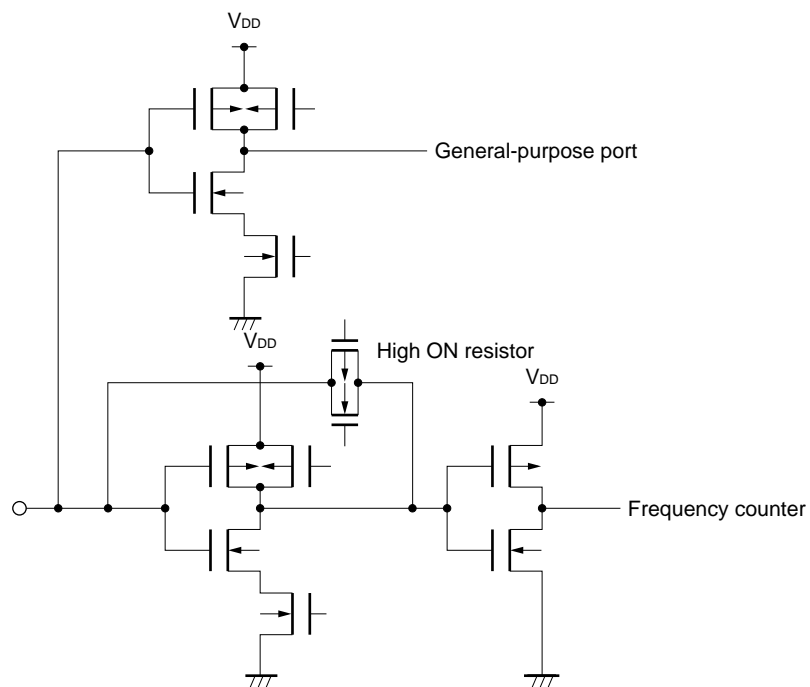 VDD
General-purpose port
VDD
High ON resistor
VDD
Frequency counter